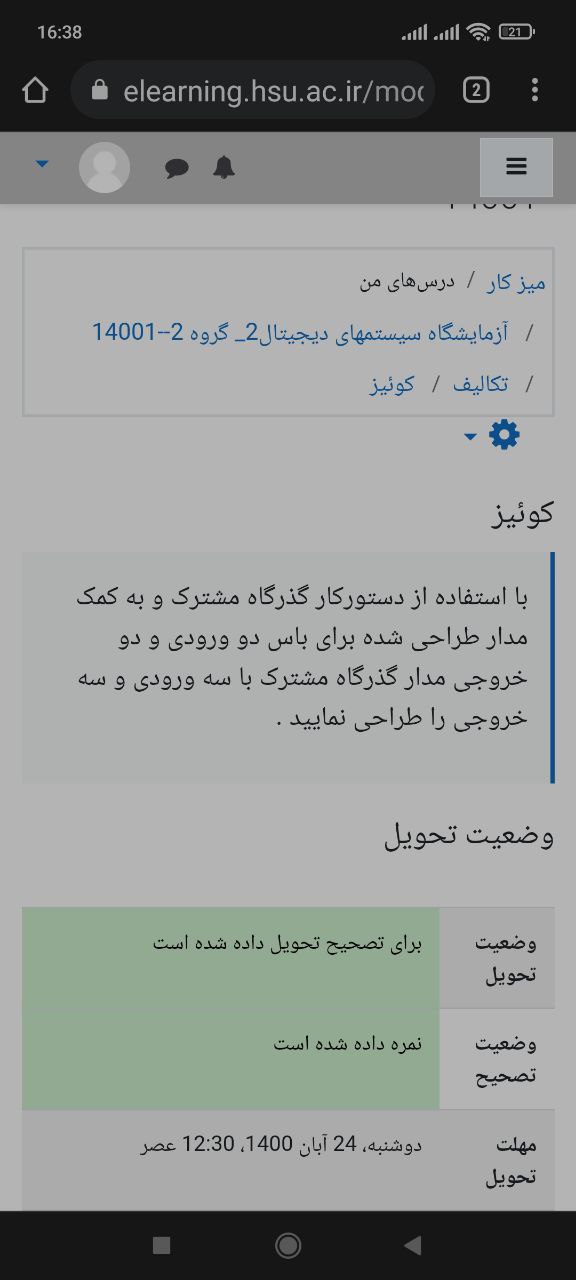 16:38
21
elearning.hsu.ac.ir/moc
2
میز کار / درس‌های من
/ آزمایشگاه سیستمهای دیجیتال2_ گروه 2--14001
/ تکالیف / کوئیز
کوئیز
با استفاده از دستورکار گذرگاه مشترک و به کمک
مدار طراحی شده برای باس دو ورودی و دو
خروجی مدار گذرگاه مشترک با سه ورودی و سه
خروجی را طراحی نمایید .
وضعیت تحویل
وضعیت
تحویل
برای تصحیح تحویل داده شده است
وضعیت
تصحیح
نمره داده شده است
مهلت
تحویل
دوشنبه، 24 آبان 1400، 12:30 عصر